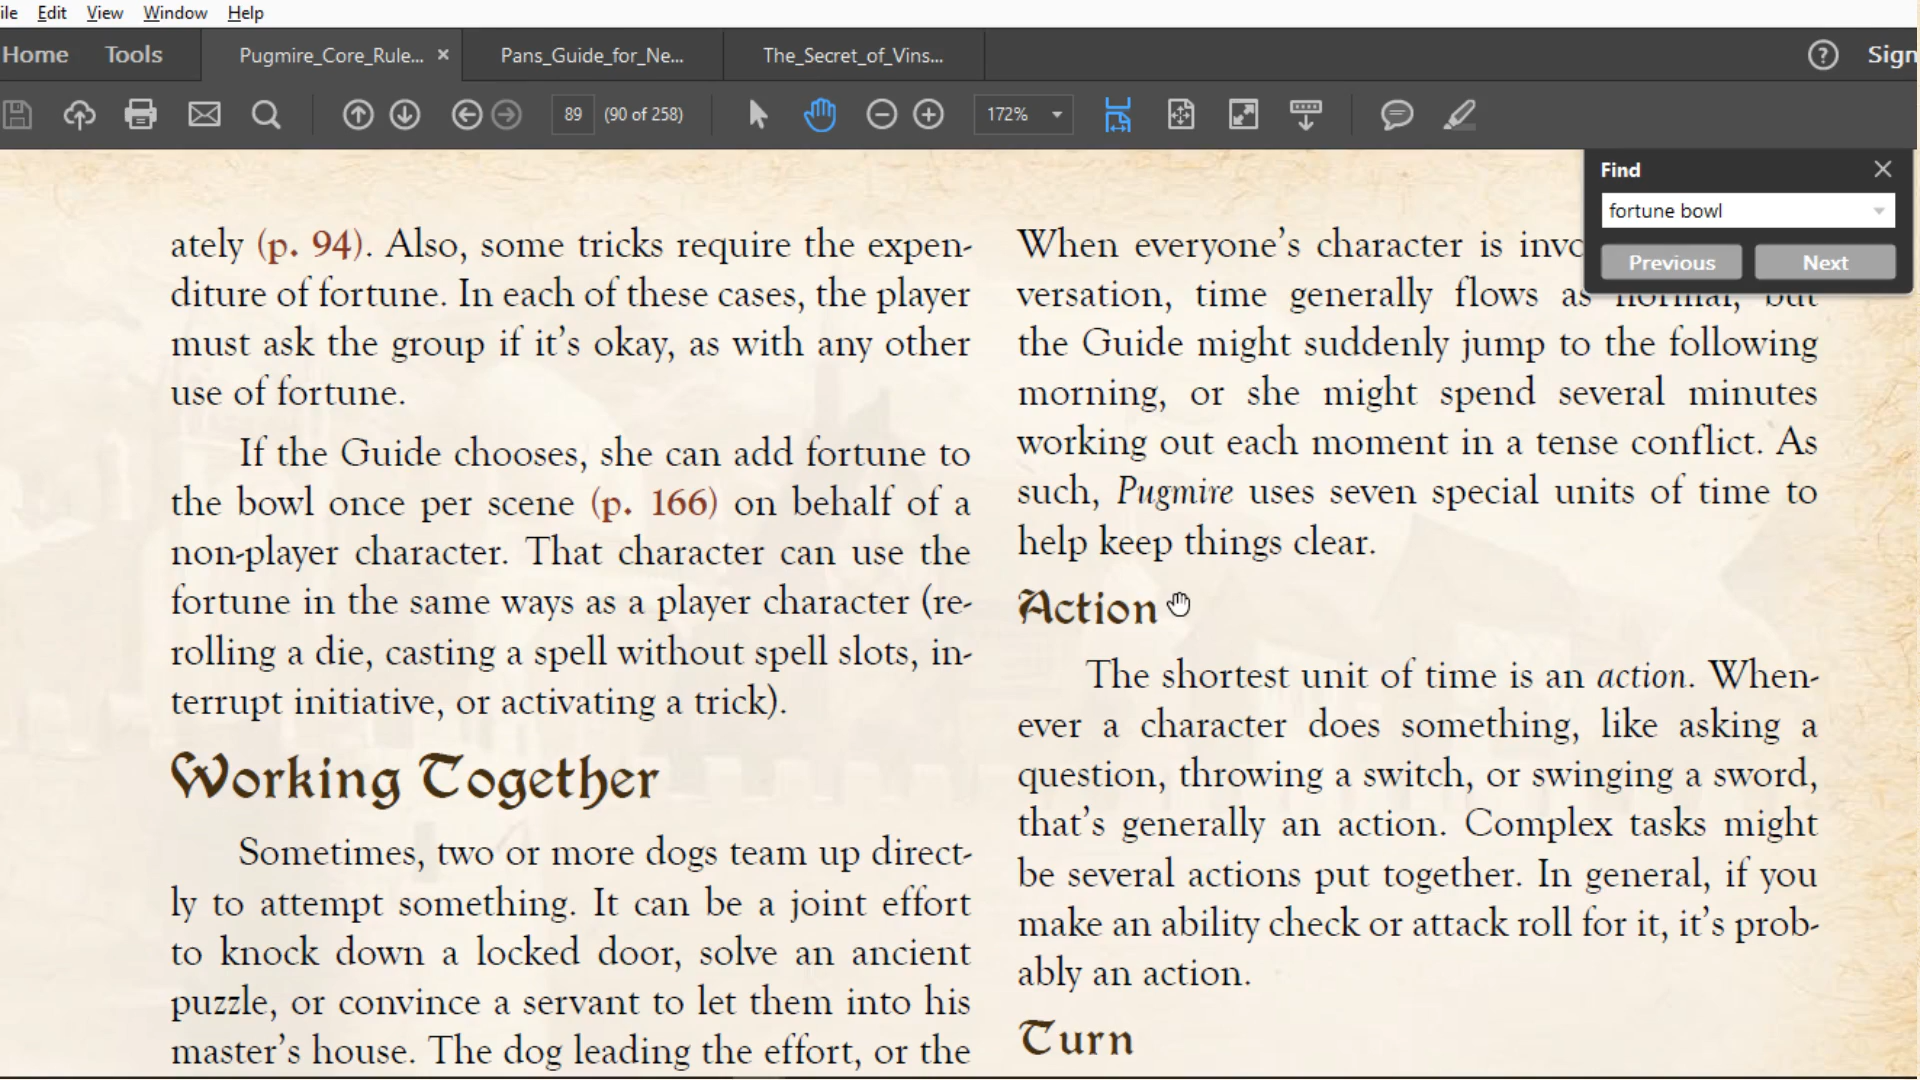 ile Edit View Window Help
Home Tools Pugmire_Core_Rule... × Pans_Guide_for_Ne... The_Secret_of_Vins... ? Sign
89 (90 of 258) 172%
Find
fortune bowl
Previous Next
ately (p. 94). Also, some tricks require the expen-
diture of fortune. In each of these cases, the player
must ask the group if it's okay, as with any other
use of fortune.
If the Guide chooses, she can add fortune to
the bowl once per scene (p. 166) on behalf of a
non-player character. That character can use the
fortune in the same ways as a player character (re-
rolling a die, casting a spell without spell slots, in-
terrupt initiative, or activating a trick).
Working Together
Sometimes, two or more dogs team up direct-
ly to attempt something. It can be a joint effort
to knock down a locked door, solve an ancient
puzzle, or convince a servant to let them into his
master's house. The dog leading the effort, or the
When everyone's character is invo
versation, time generally flows as normal, but
the Guide might suddenly jump to the following
morning, or she might spend several minutes
working out each moment in a tense conflict. As
such, Pugmire uses seven special units of time to
help keep things clear.
Action
The shortest unit of time is an action. When-
ever a character does something, like asking a
question, throwing a switch, or swinging a sword,
that's generally an action. Complex tasks might
be several actions put together. In general, if you
make an ability check or attack roll for it, it's prob-
ably an action.
Turn